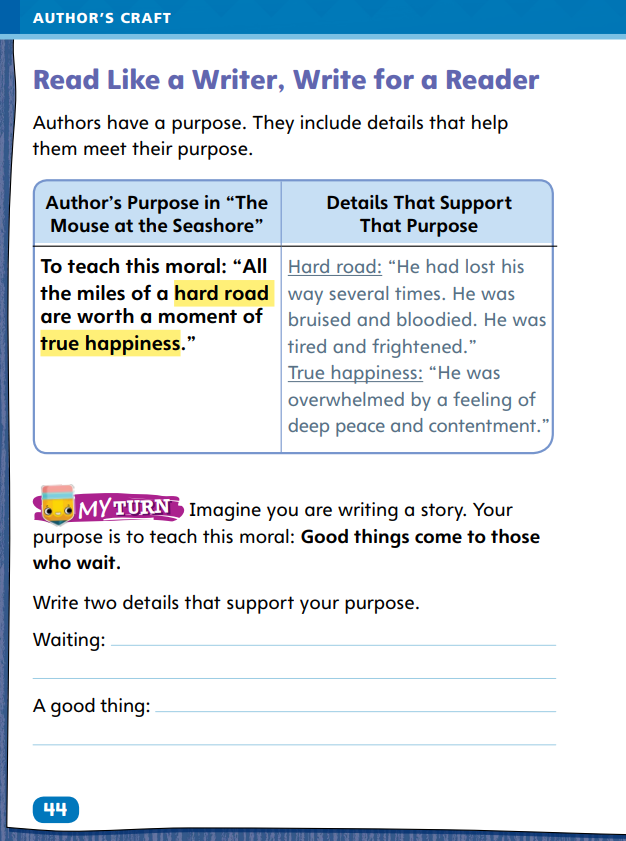 AUTHOR'S CRAFT
Read Like a Writer, Write for a Reader
Authors have a purpose. They include details that help
them meet their purpose.
Author's Purpose in “The
Mouse at the Seashore”
Details That Support
That Purpose
To teach this moral: “All
the miles of a hard road
are worth a moment of
true happiness.”
Hard road: “He had lost his
way several times. He was
bruised and bloodied. He was
tired and frightened.”
True happiness: “He was
overwhelmed by a feeling of
deep peace and contentment.”
MY TURN Imagine you are writing a story. Your
purpose is to teach this moral: Good things come to those
who wait.
Write two details that support your purpose.
Waiting:
A good thing:
44